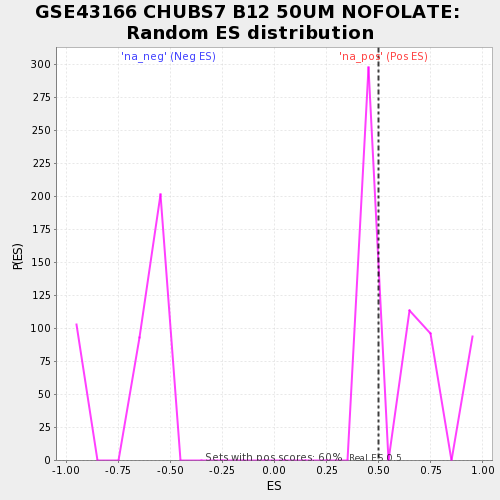 GSE43166 CHUBS7 B12 50UM NOFOLATE:
Random ES distribution
'na_neg' (Neg ES)
'na_pos' (Pos ES)
P(ES)
300
275
250
225
200
175
150
125
100
75
50
25
0
Sets with pos scores: 60%
Real ES 0.5
-1.00 -0.75 -0.50 -0.25 0.00 0.25 0.50 0.75 1.00
ES